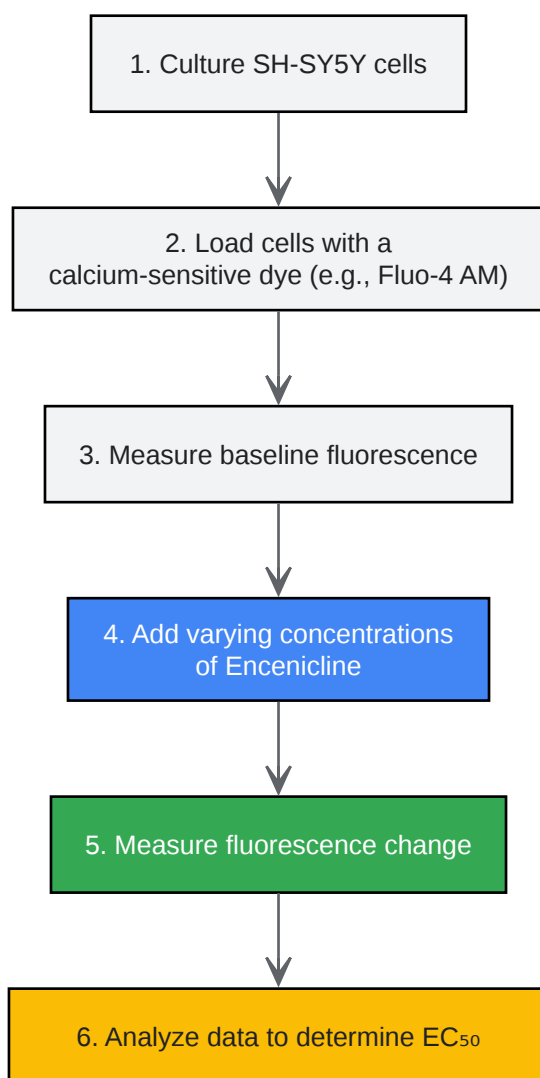 1. Culture SH-SY5Y cells
2. Load cells with a
calcium-sensitive dye (e.g., Fluo-4 AM)
3. Measure baseline fluorescence
4. Add varying concentrations
of Encenicline
5. Measure fluorescence change
6. Analyze data to determine EC₅₀